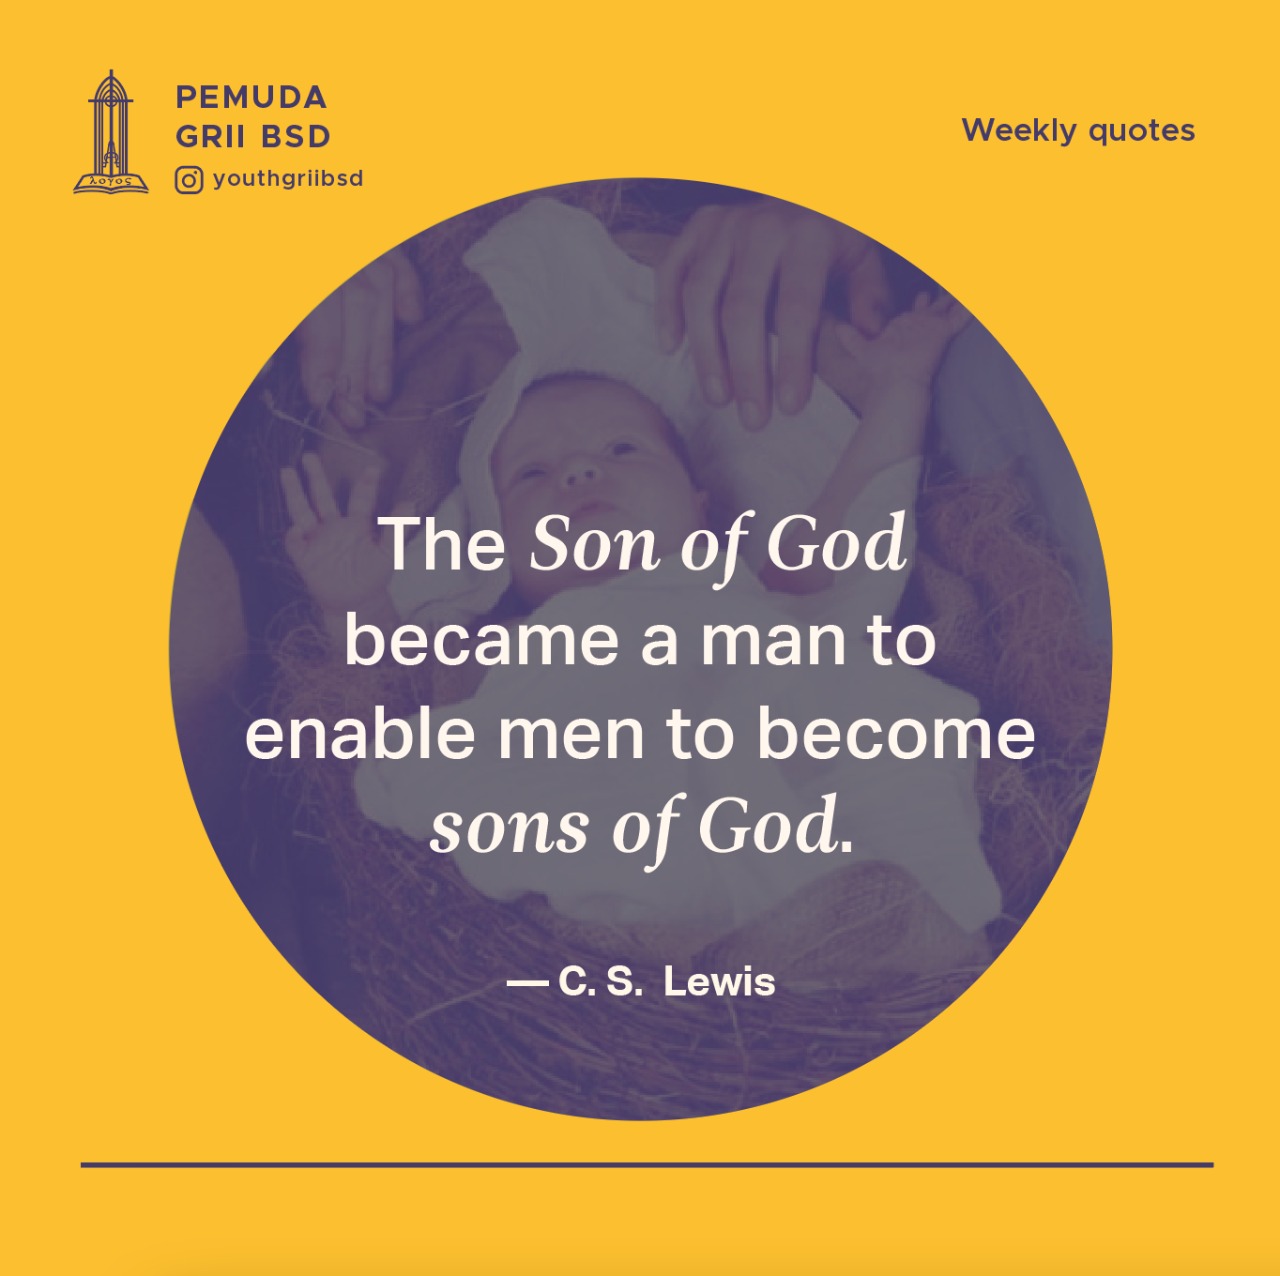 PEMUDA
GRII BSD
youthgriibsd
λογος
Weekly quotes
The Son of God
became a man to
enable men to become
sons of God.
— C. S. Lewis